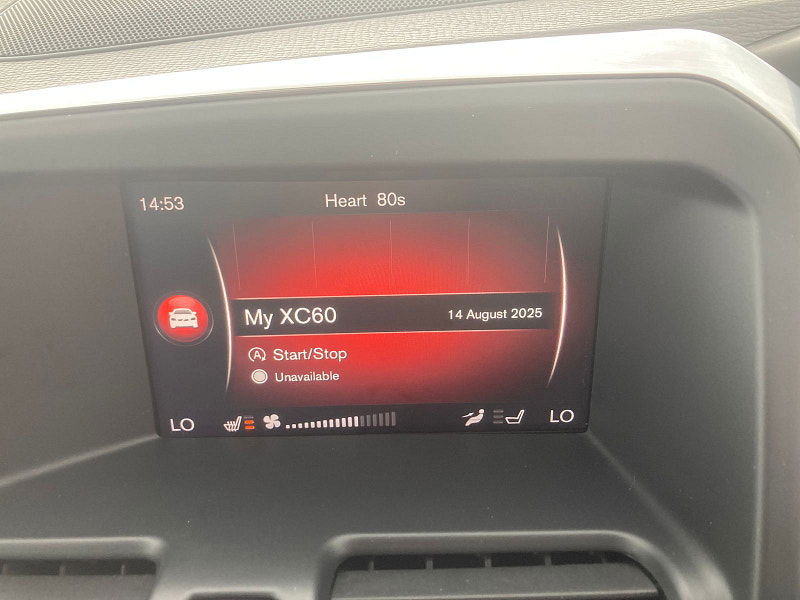 14:53
Heart 80s
My XC60
14 August 2025
A Start/Stop
Unavailable
LO
LO